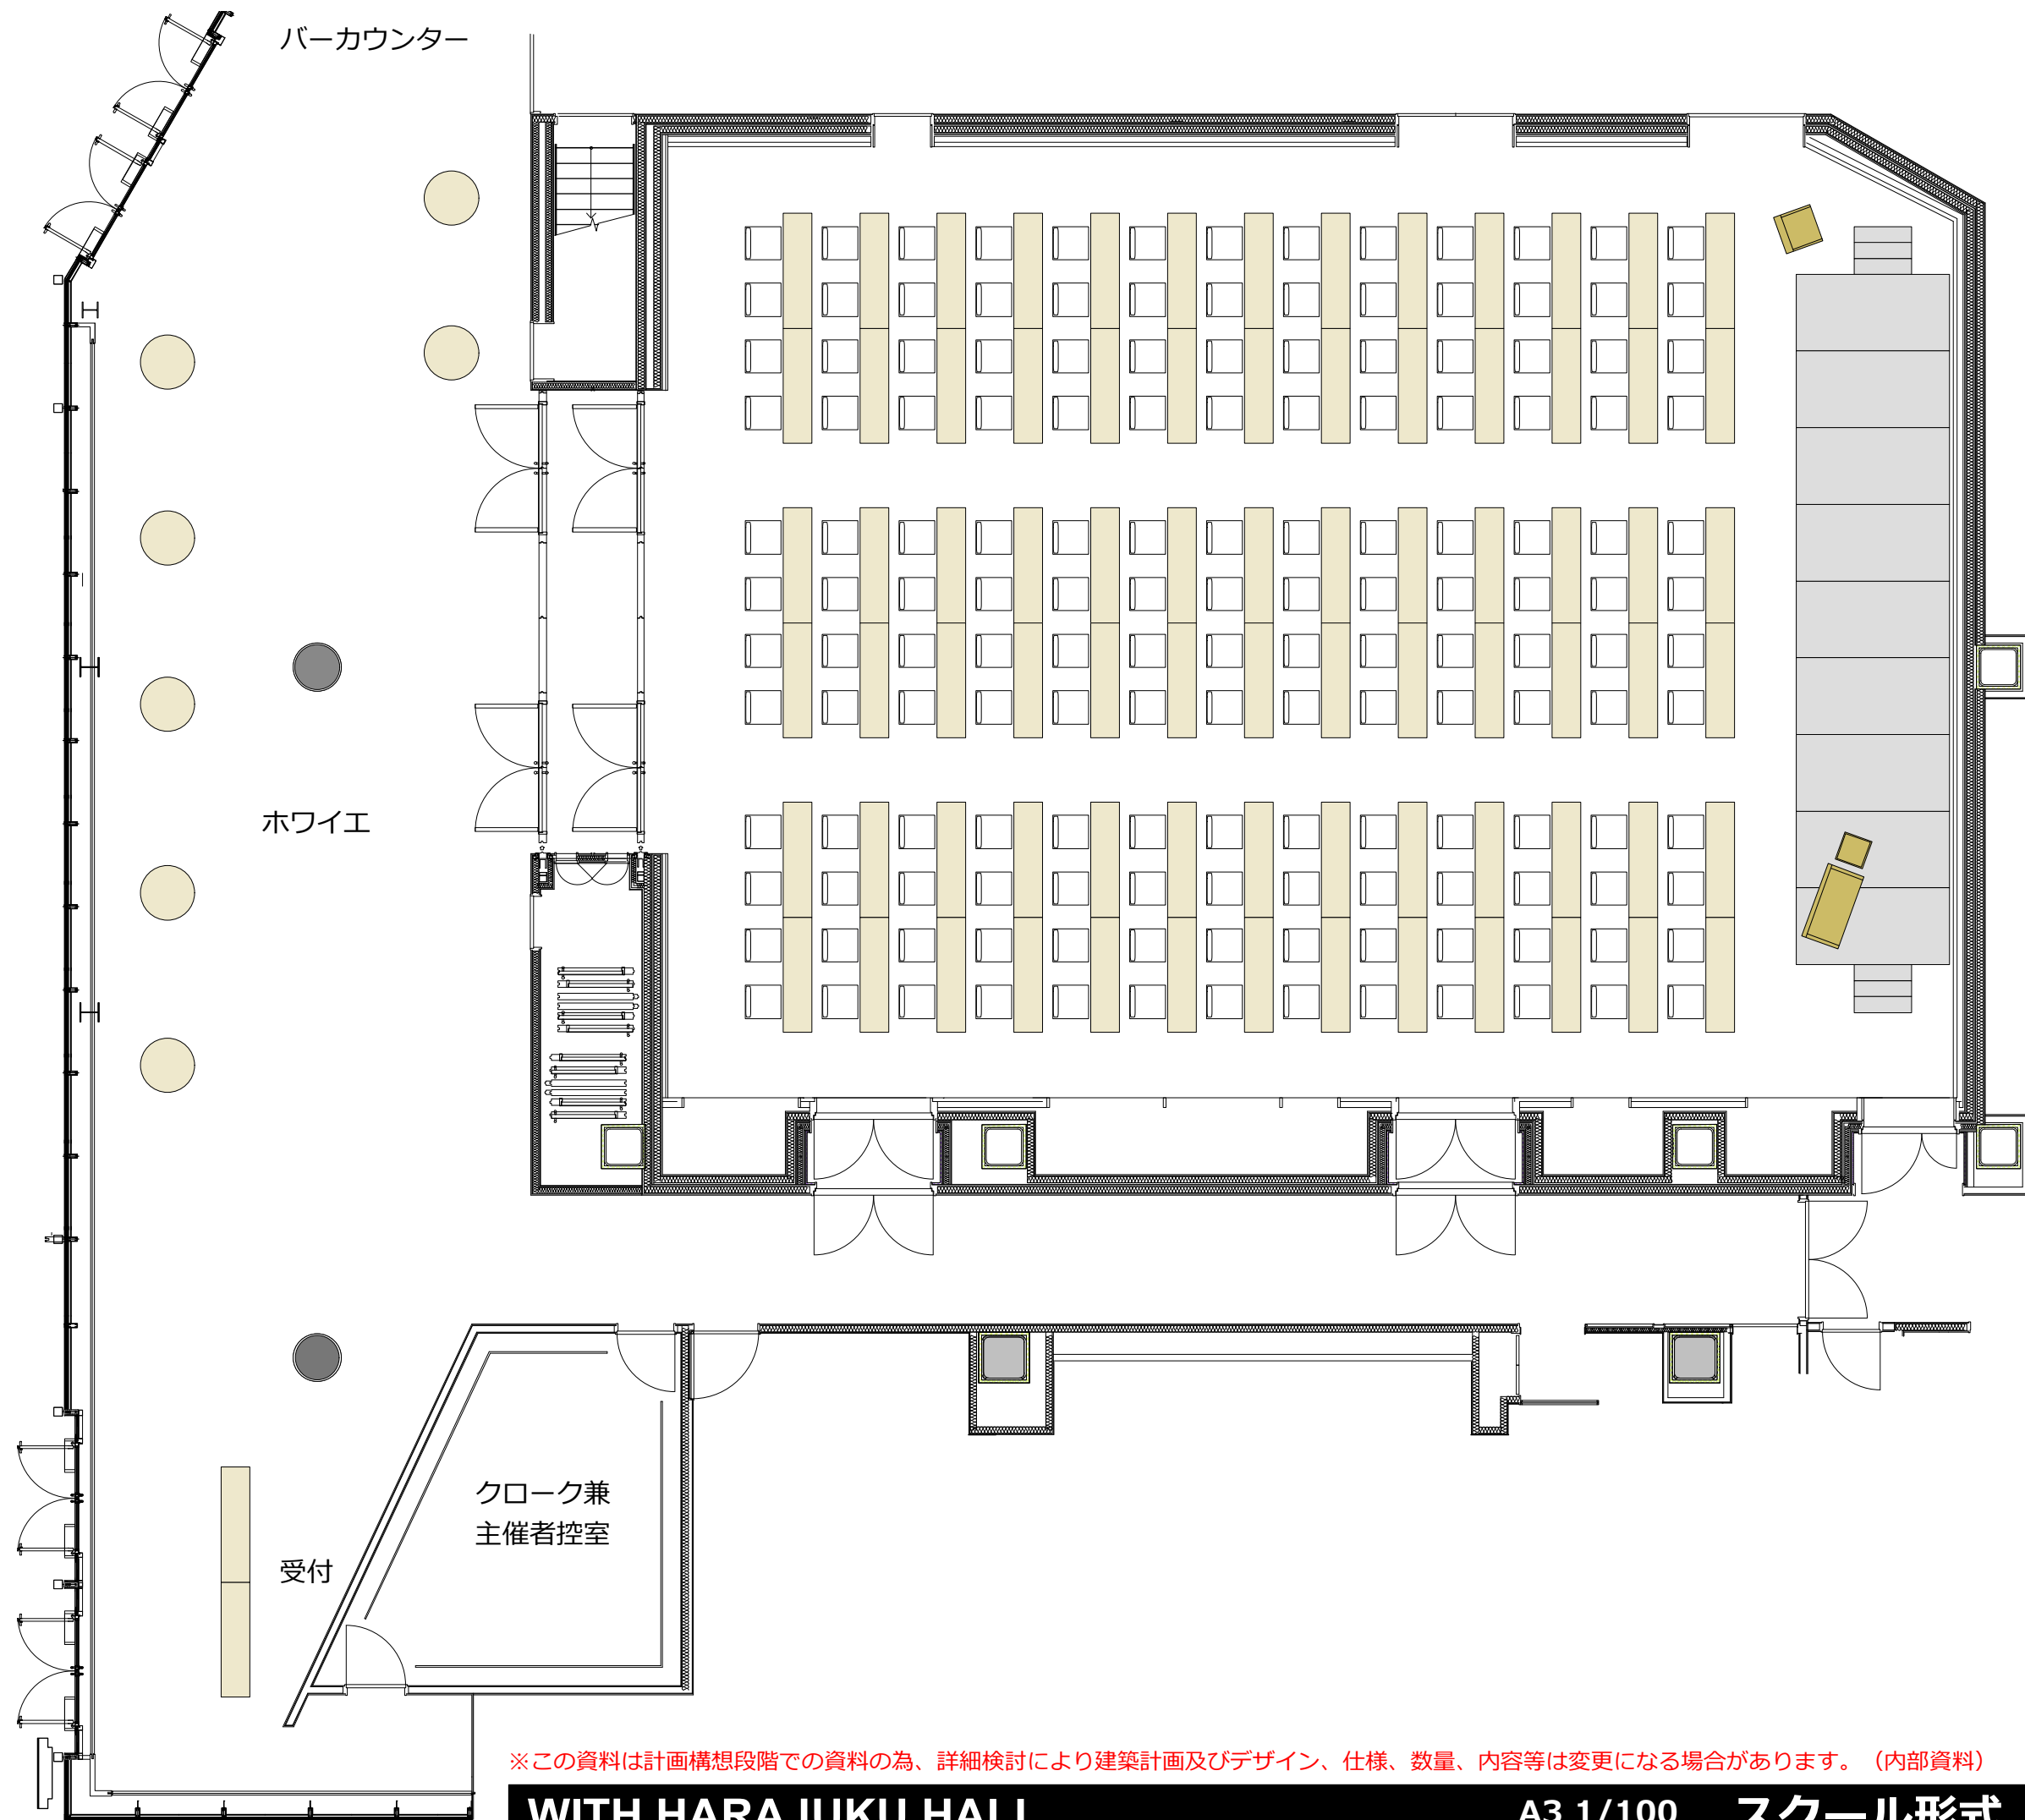 バーカウンター
ホワイエ
クローク兼
主催者控室
受付
※この資料は計画構想段階での資料の為、詳細検討により建築計画及びデザイン、仕様、数量、内容等は変更になる場合があります。（内部資料）
WITH HARAJUKU HALL A3 1/100 スクール形式